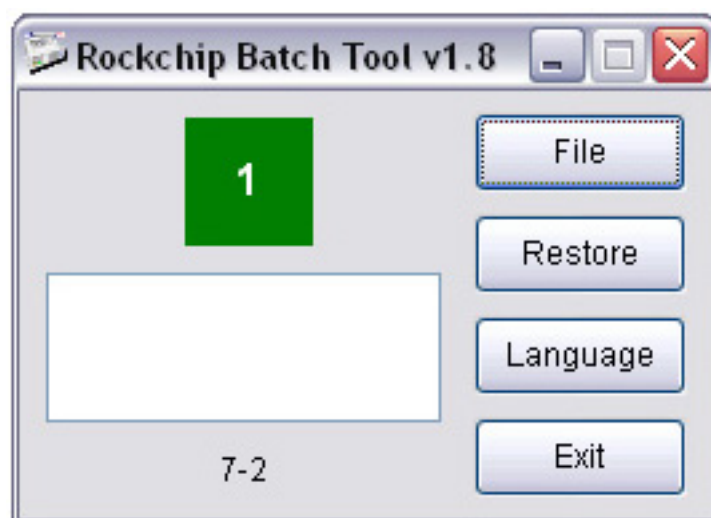 Rockchip Batch Tool v1.8
1
File
Restore
Language
7-2
Exit